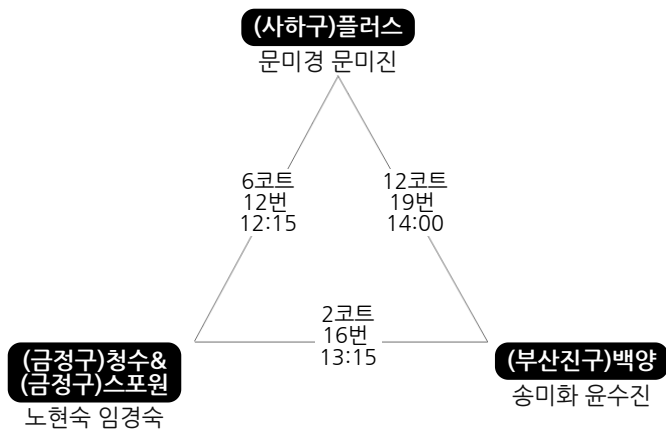 (사하구)플러스
문미경 문미진
6코트
12번
12:15
12코트
19번
14:00
2코트
16번
13:15
(금정구)청수&
(금정구)스포원
노현숙 임경숙
(부산진구)백양
송미화 윤수진